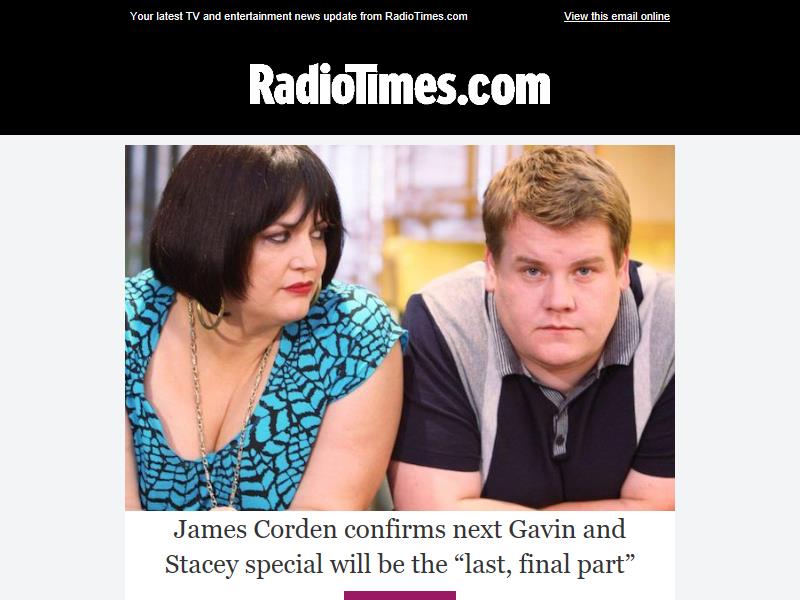 Your latest TV and entertainment news update from RadioTimes.com
View this email online
RadioTimes.com
James Corden confirms next Gavin and
Stacey special will be the “last, final part”